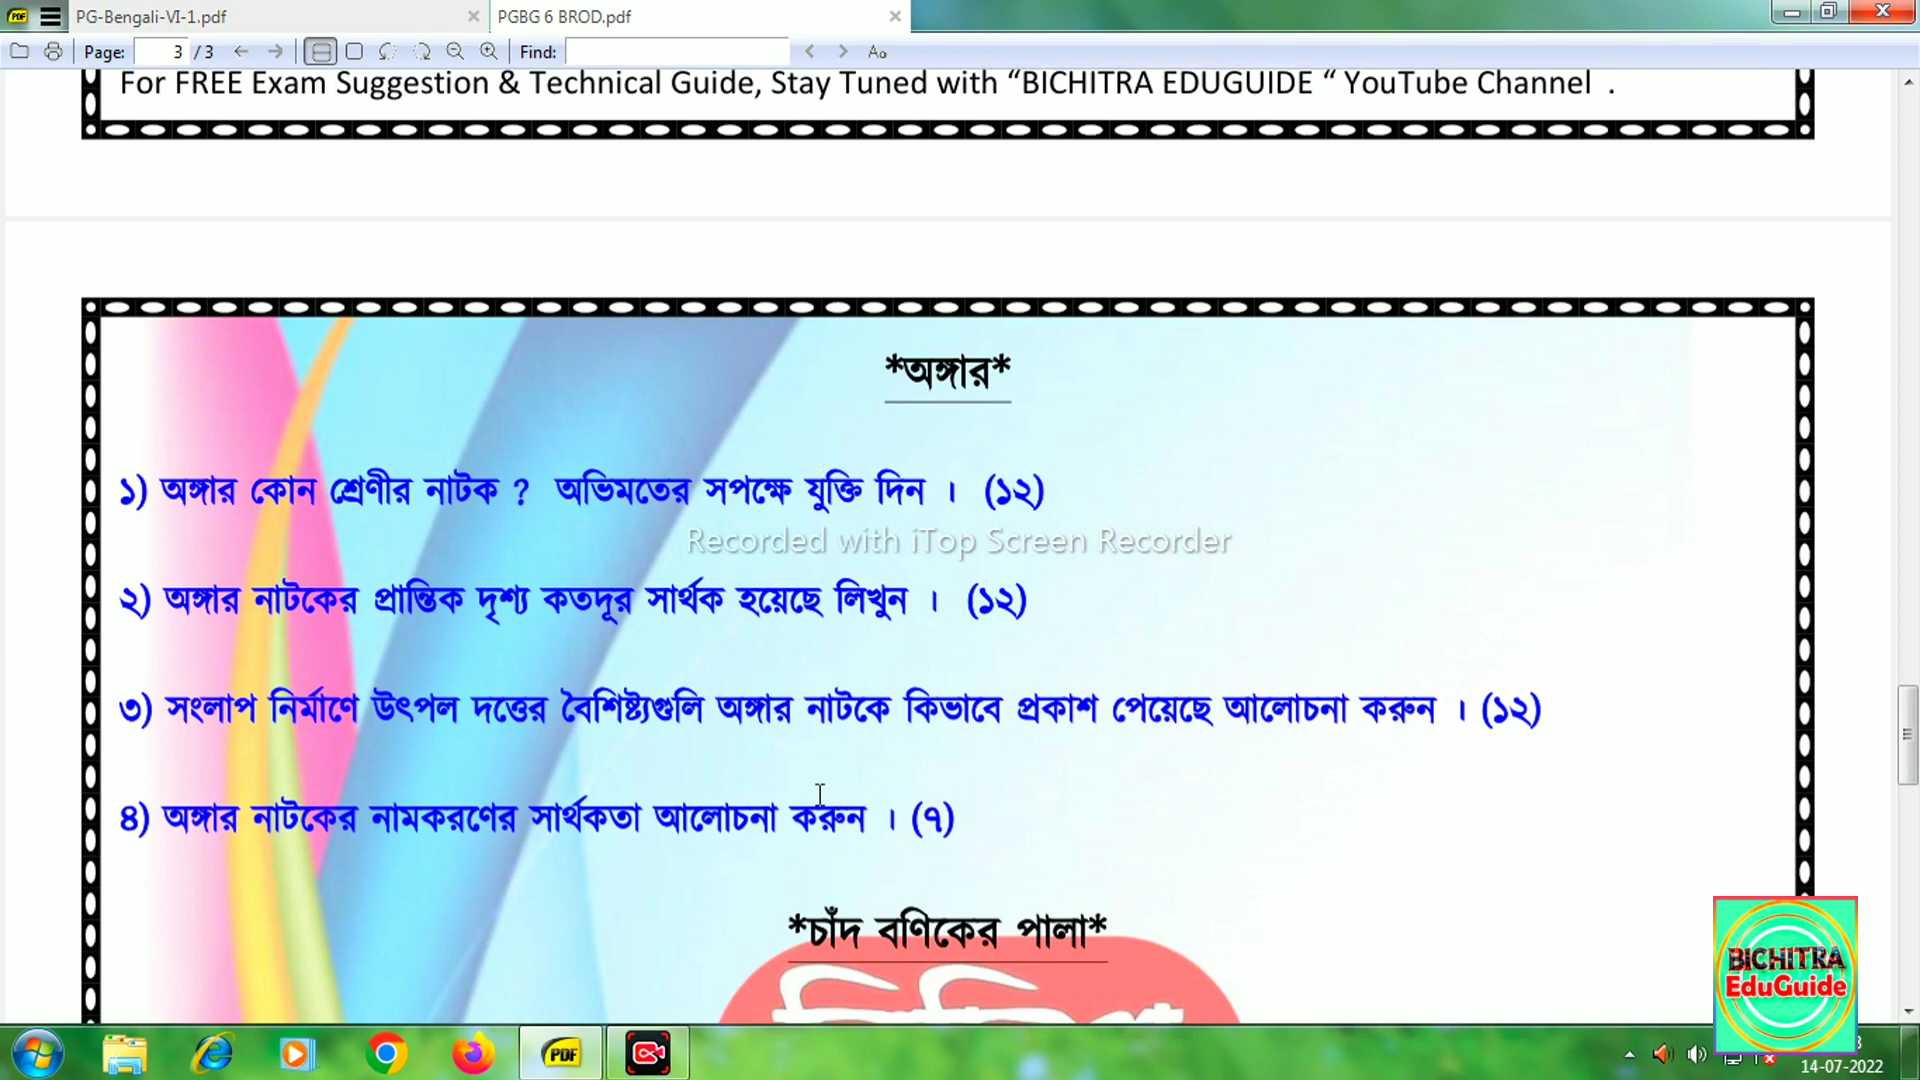 PG-Bengali-VI-1.pdf
PGBG 6 BROD.pdf
Page: 3 / 3 Find:
For FREE Exam Suggestion & Technical Guide, Stay Tuned with “BICHITRA EDUGUIDE “ YouTube Channel .
*অঙ্গার*
১) অঙ্গার কোন শ্রেণীর নাটক ? অভিমতের সপক্ষে যুক্তি দিন । (১২)
Recorded with iTop Screen Recorder
২) অঙ্গার নাটকের প্রান্তিক দৃশ্য কতদূর সার্থক হয়েছে লিখুন । (১২)
৩) সংলাপ নির্মাণে উৎপল দত্তের বৈশিষ্ট্যগুলি অঙ্গার নাটকে কিভাবে প্রকাশ পেয়েছে আলোচনা করুন । (১২)
৪) অঙ্গার নাটকের নামকরণের সার্থকতা আলোচনা করুন । (৭)
*চাঁদ বণিকের পালা*
BICHITRA
EduGuide
PDF
14-07-2022